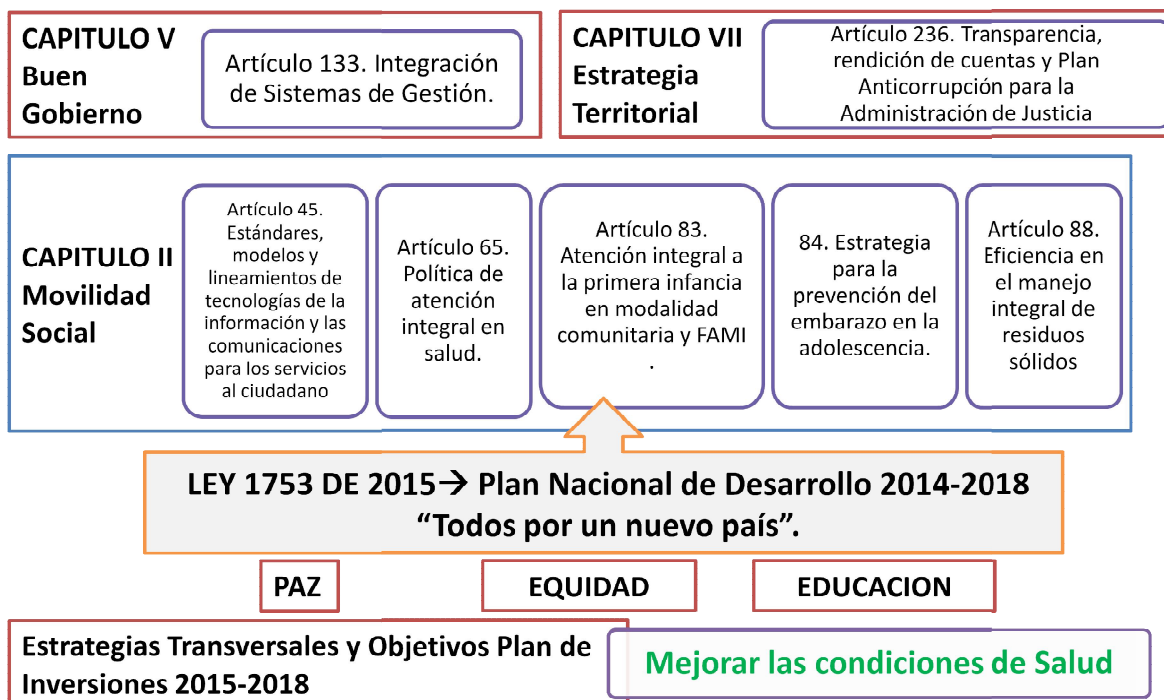 CAPITULO V
Buen
Gobierno
Artículo 133. Integración
de Sistemas de Gestión.
CAPITULO VII
Estrategia
Territorial
Artículo 236. Transparencia,
rendición de cuentas y Plan
Anticorrupción para la
Administración de Justicia
CAPITULO II
Movilidad
Social
Artículo 45.
Estándares,
modelos y
lineamientos de
tecnologías de la
información y las
comunicaciones
para los servicios
al ciudadano
Artículo 65.
Política de
atención
integral en
salud.
Artículo 83.
Atención integral a
la primera infancia
en modalidad
comunitaria y FAMI
.
84. Estrategia
para la
prevención del
embarazo en la
adolescencia.
Artículo 88.
Eficiencia en
el manejo
integral de
residuos
sólidos
LEY 1753 DE 2015→ Plan Nacional de Desarrollo 2014-2018
“Todos por un nuevo país”.
PAZ
EQUIDAD
EDUCACION
Estrategias Transversales y Objetivos Plan de
Inversiones 2015-2018
Mejorar las condiciones de Salud